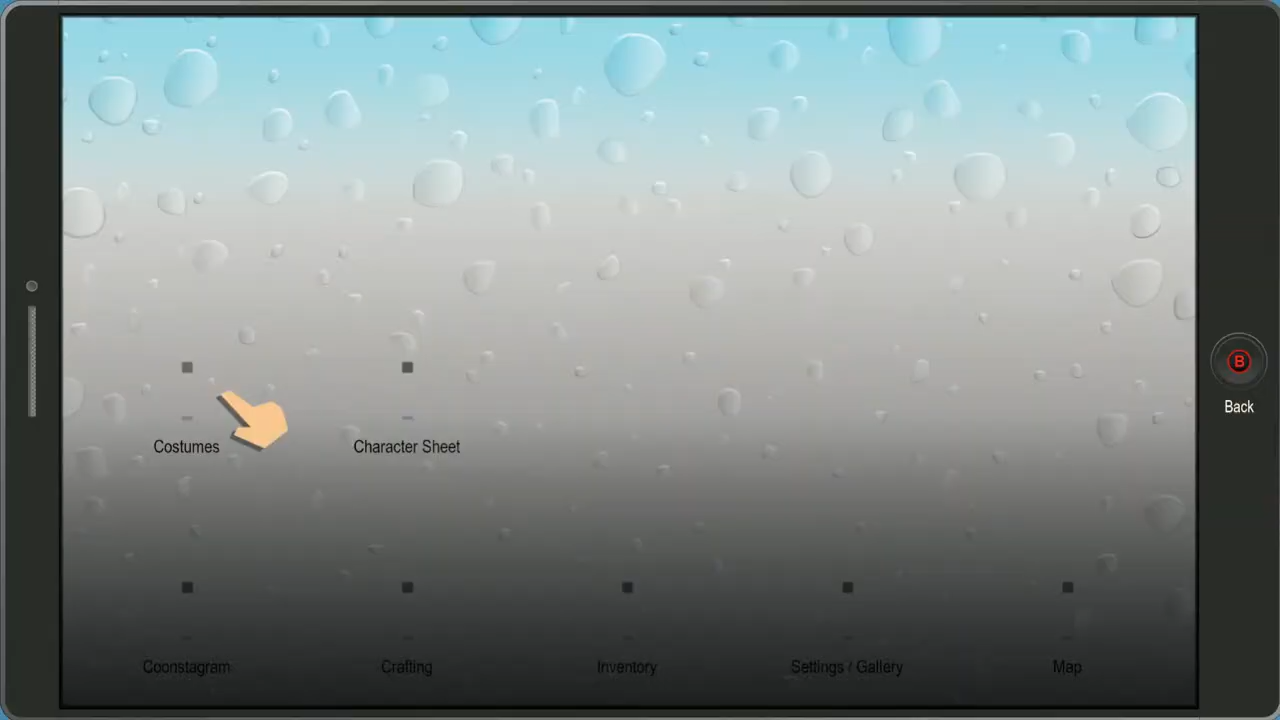 B
Back
Costumes
Character Sheet
Coonstagram
Crafting
Inventory
Settings / Gallery
Map